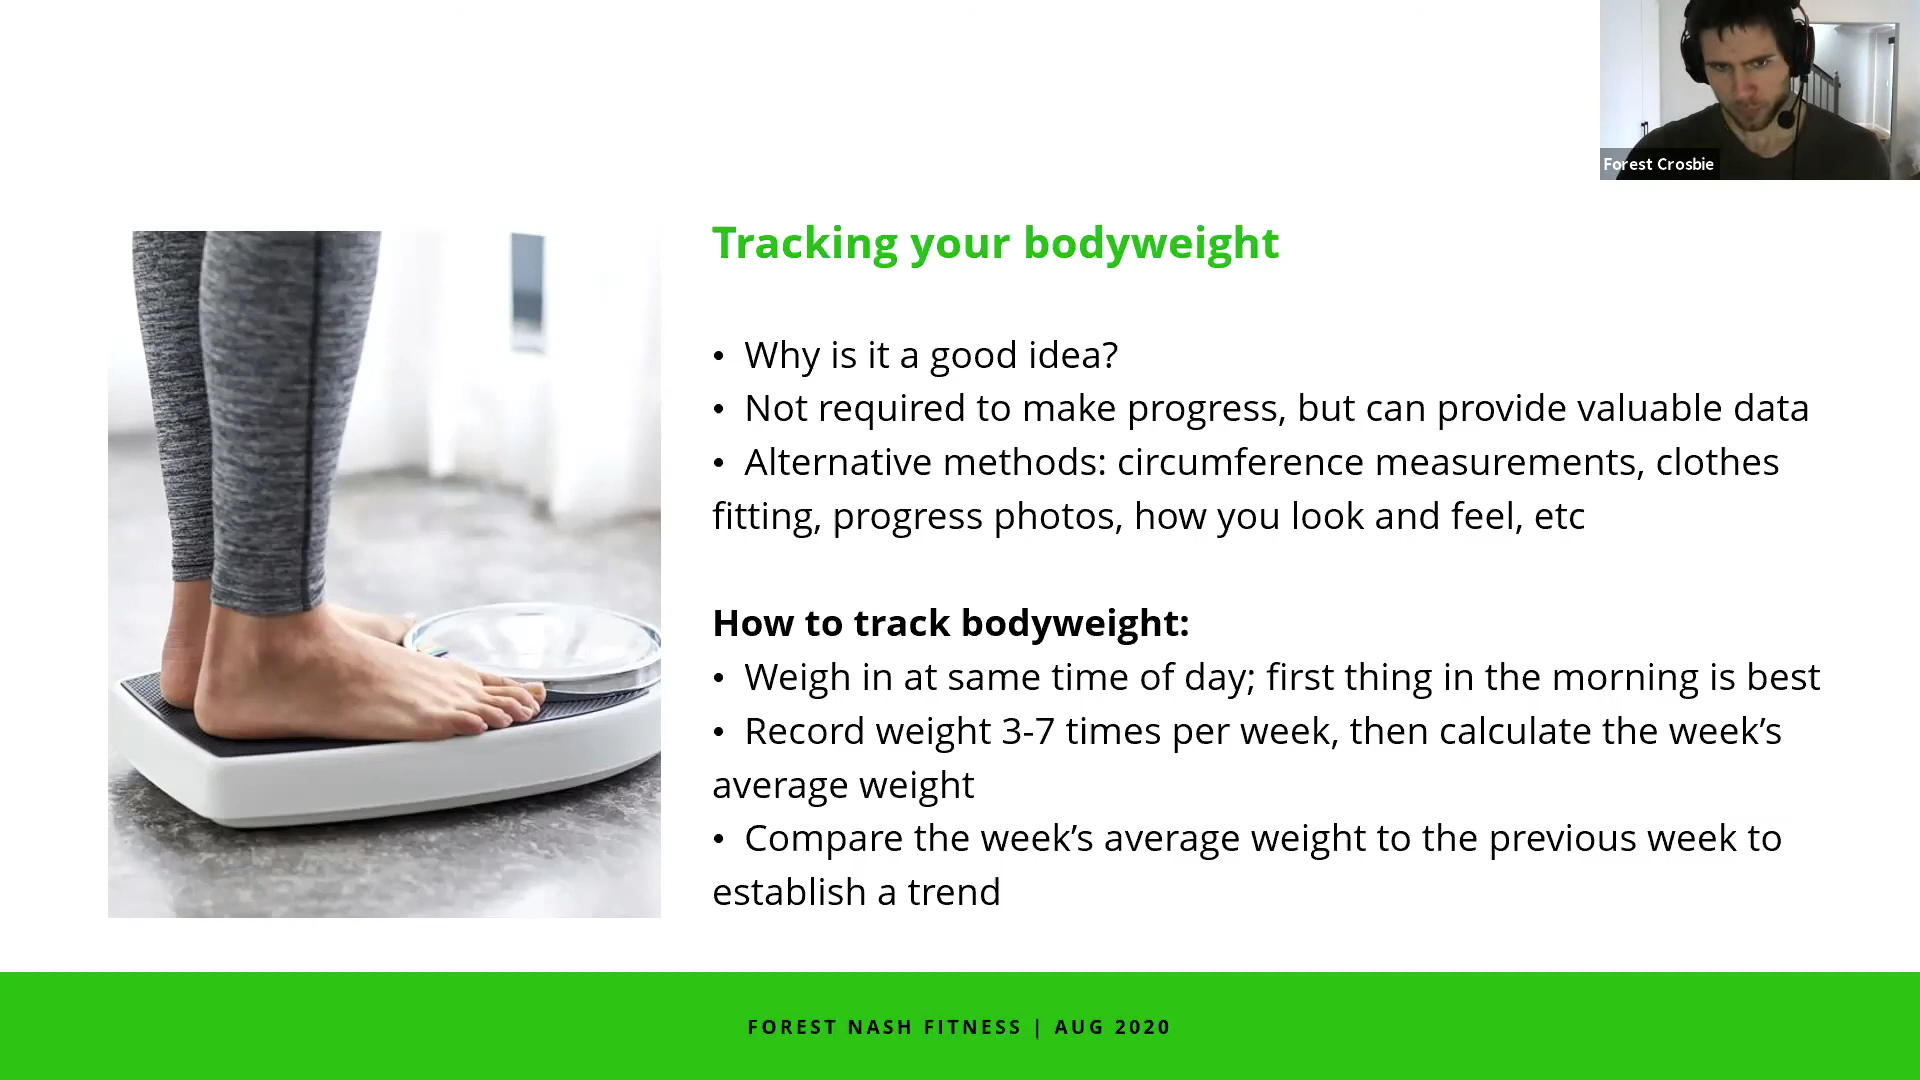 Forest Crosbie
Tracking your bodyweight
• Why is it a good idea?
• Not required to make progress, but can provide valuable data
• Alternative methods: circumference measurements, clothes
fitting, progress photos, how you look and feel, etc
How to track bodyweight:
• Weigh in at same time of day; first thing in the morning is best
• Record weight 3-7 times per week, then calculate the week’s
average weight
• Compare the week’s average weight to the previous week to
establish a trend
FOREST NASH FITNESS | AUG 2020